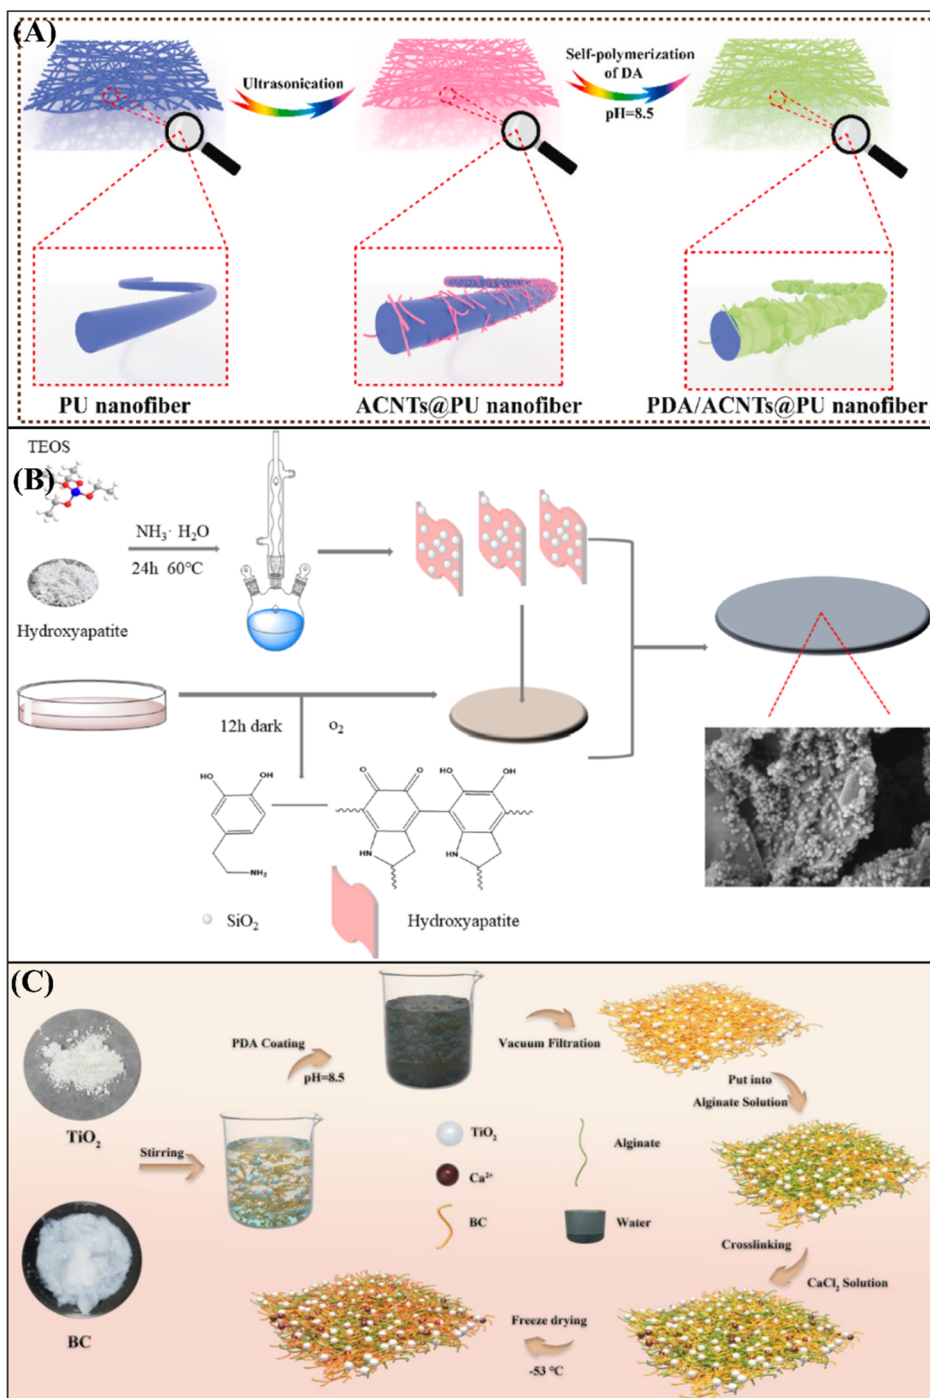 (A)
Ultrasonication
Self-polymerization
of DA
pH=8.5
PU nanofiber
ACNTs@PU nanofiber
PDA/ACNTs@PU nanofiber
(B)
TEOS
NH₃· H₂O
24h 60℃
Hydroxyapatite
12h dark
O₂
HO
OH
NH₂
O
O
HO
OH
HN
HN
SiO₂
Hydroxyapatite
(C)
TiO₂
BC
Stirring
PDA Coating
pH=8.5
Vacuum Filtration
Put into
Alginate Solution
TiO₂
Alginate
Ca²⁺
BC
Water
Crosslinking
CaCl₂ Solution
Freeze drying
-53 ℃